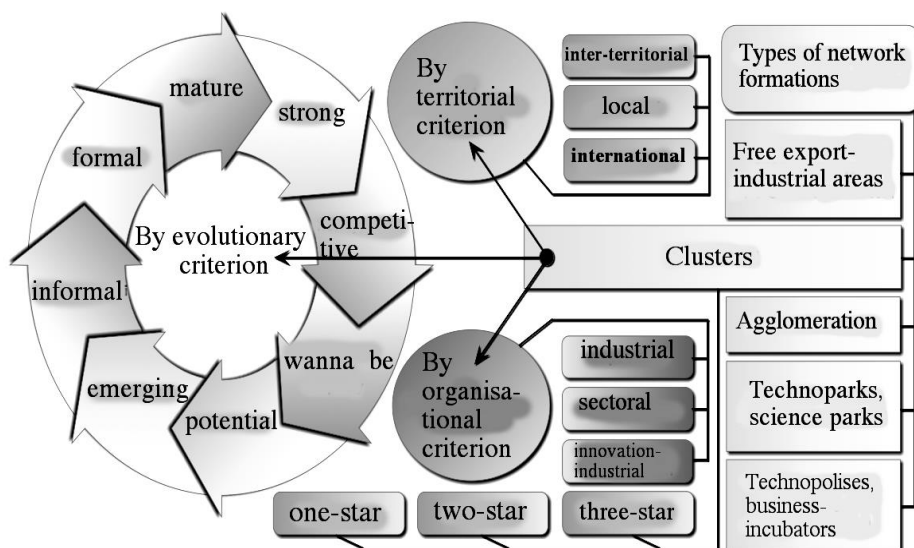 mature
strong
formal
competi-
tive
By evolutionary
criterion
informal
wanna be
emerging
potential
By
territorial
criterion
inter-territorial
local
international
By
organisa-
tional
criterion
industrial
sectoral
innovation-
industrial
one-star
two-star
three-star
Types of network
formations
Free export-
industrial areas
Clusters
Agglomeration
Technoparks,
science parks
Technopolises,
business-
incubators